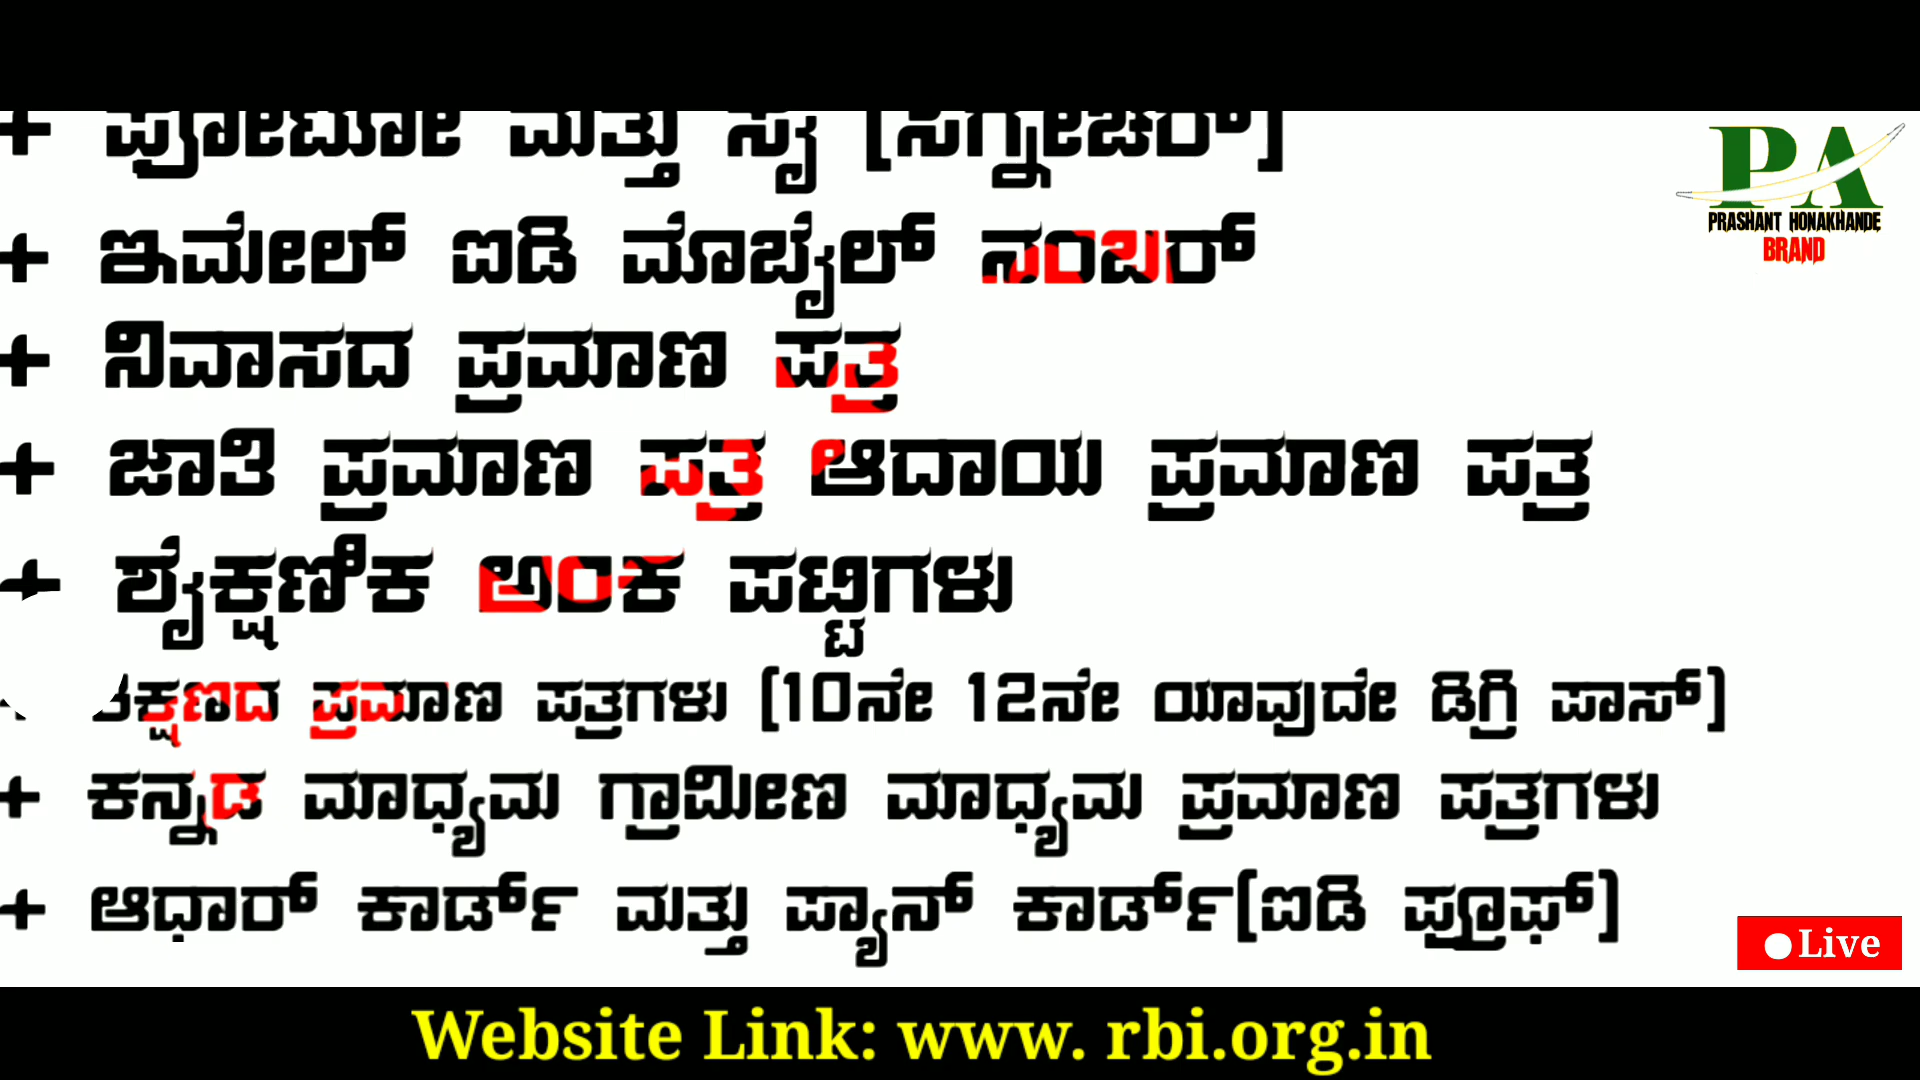 + ಫೋಟೋ ಮತ್ತು ಸೈ [ಸಿಗ್ನೇಚರ್]
+ ಇಮೇಲ್ ಐಡಿ ಮೊಬೈಲ್ ನಂಬರ್
+ ನಿವಾಸದ ಪ್ರಮಾಣ ಪತ್ರ
+ ಜಾತಿ ಪ್ರಮಾಣ ಪತ್ರ ಆದಾಯ ಪ್ರಮಾಣ ಪತ್ರ
+ ಶೈಕ್ಷಣಿಕ ಅಂಕ ಪಟ್ಟಿಗಳು
ಪ್ರಮಾಣ ಪತ್ರಗಳು [10ನೇ 12ನೇ ಯಾವುದೇ ಡಿಗ್ರಿ ಪಾಸ್]
+ ಕನ್ನಡ ಮಾಧ್ಯಮ ಗ್ರಾಮೀಣ ಮಾಧ್ಯಮ ಪ್ರಮಾಣ ಪತ್ರಗಳು
+ ಆಧಾರ್ ಕಾರ್ಡ್ ಮತ್ತು ಪ್ಯಾನ್ ಕಾರ್ಡ್[ಐಡಿ ಪ್ರೂಫ್]
PA
PRASHANT HONAKHANDE
BRAND
Live
Website Link: www. rbi.org.in